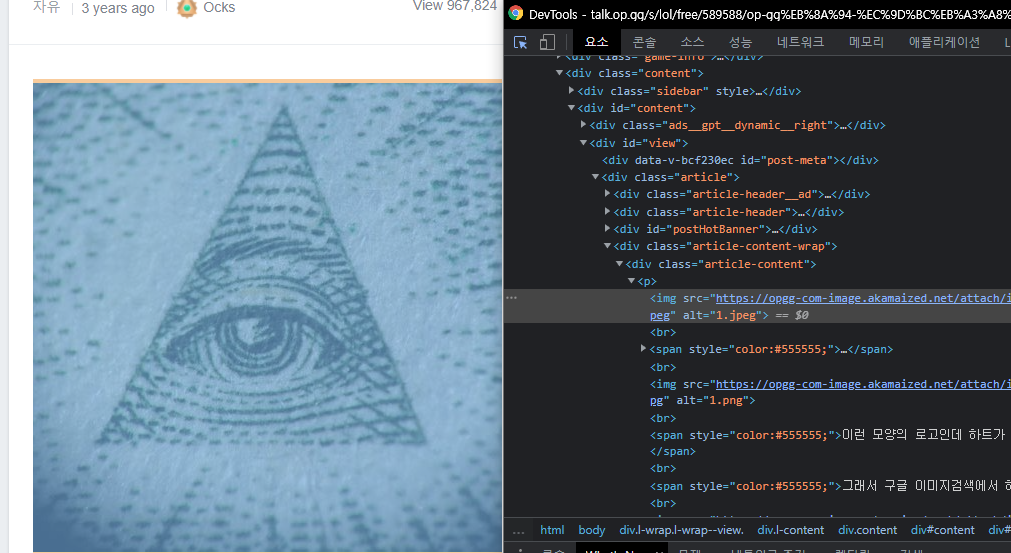 자유 3 years ago Ocks View 967,824
DevTools - talk.op.gg/s/lol/free/589588/op-gg%EB%8A%94-%EC%9D%BC%EB%A3%A8%
요소 콘솔 소스 성능 네트워크 메모리 애플리케이션 L
<div class="game-info">…</div>
<div class="content">
<div class="sidebar" style>…</div>
<div id="content">
<div class="ads__gpt__dynamic__right">…</div>
<div id="view">
<div data-v-bcf230ec id="post-meta"></div>
<div class="article">
<div class="article-header__ad">…</div>
<div class="article-header">…</div>
<div id="postHotBanner">…</div>
<div class="article-content-wrap">
<div class="article-content">
<p>
… <img src="https://opgg-com-image.akamaized.net/attach/i
peg" alt="1.jpeg"> == $0
<br>
<span style="color:#555555;">…</span>
<br>
<img src="https://opgg-com-image.akamaized.net/attach/i
pg" alt="1.png">
<br>
<span style="color:#555555;">이런 모양의 로고인데 하트가
</span>
<br>
<span style="color:#555555;">그래서 구글 이미지검색에서 하
<br>
… html body div.l-wrap.l-wrap--view. div.l-content div.content div#content div#